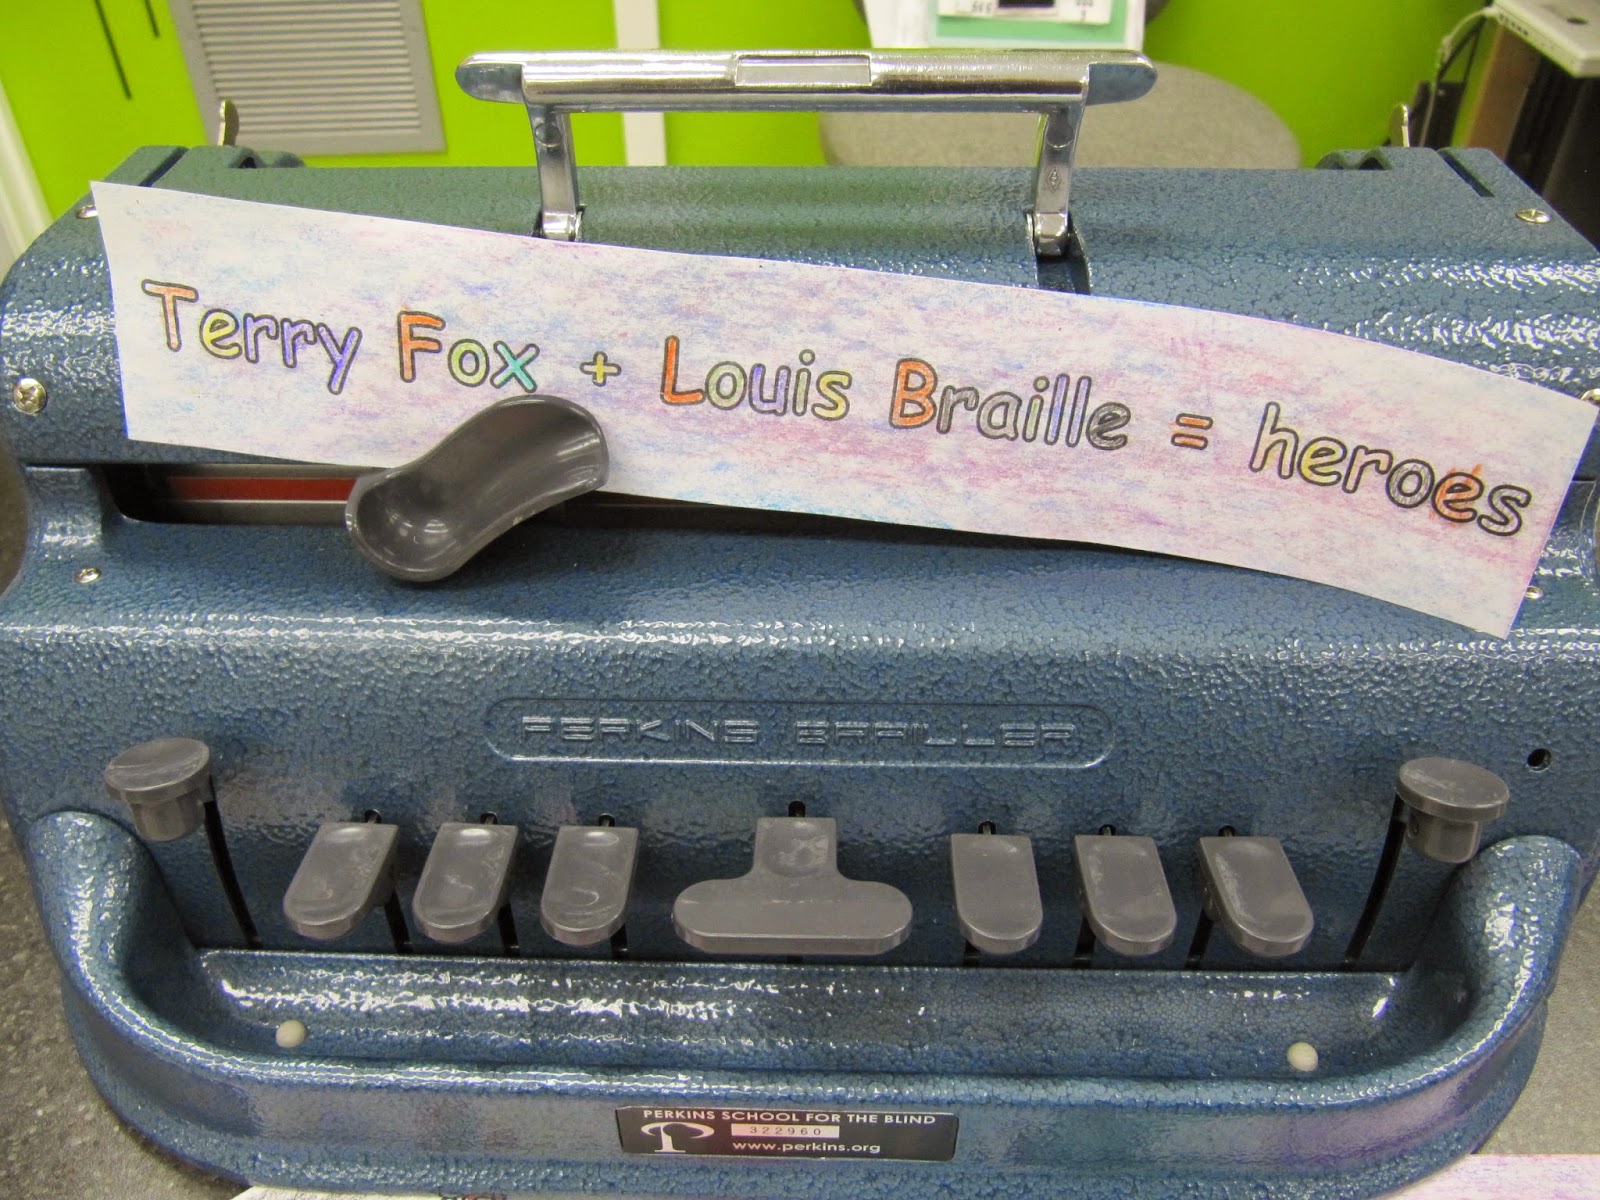 Terry Fox + Louis Braille = heroes
PERKINS BRAILLER
PERKINS SCHOOL FOR THE BLIND
322960
www.perkins.org